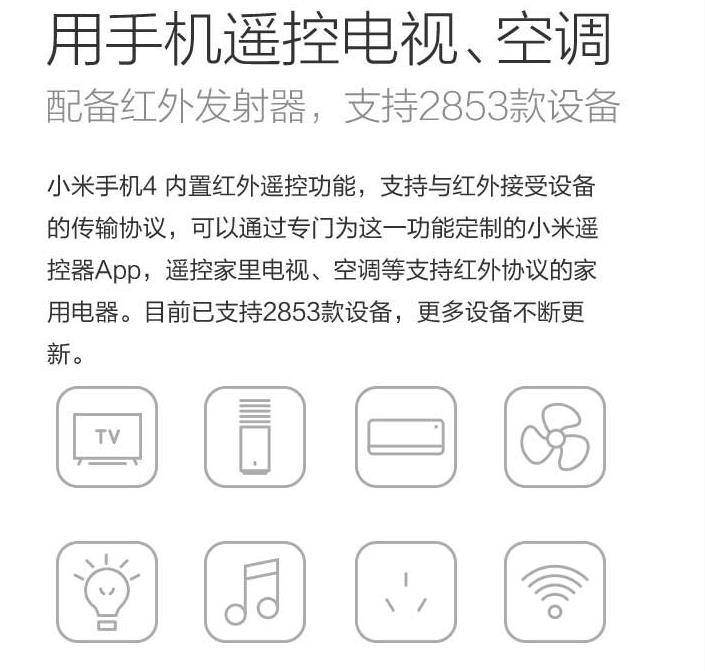 用手机遥控电视、空调
配备红外发射器，支持2853款设备
小米手机4 内置红外遥控功能，支持与红外接受设备
的传输协议，可以通过专门为这一功能定制的小米遥
控器App，遥控家里电视、空调等支持红外协议的家
用电器。目前已支持2853款设备，更多设备不断更
新。
TV